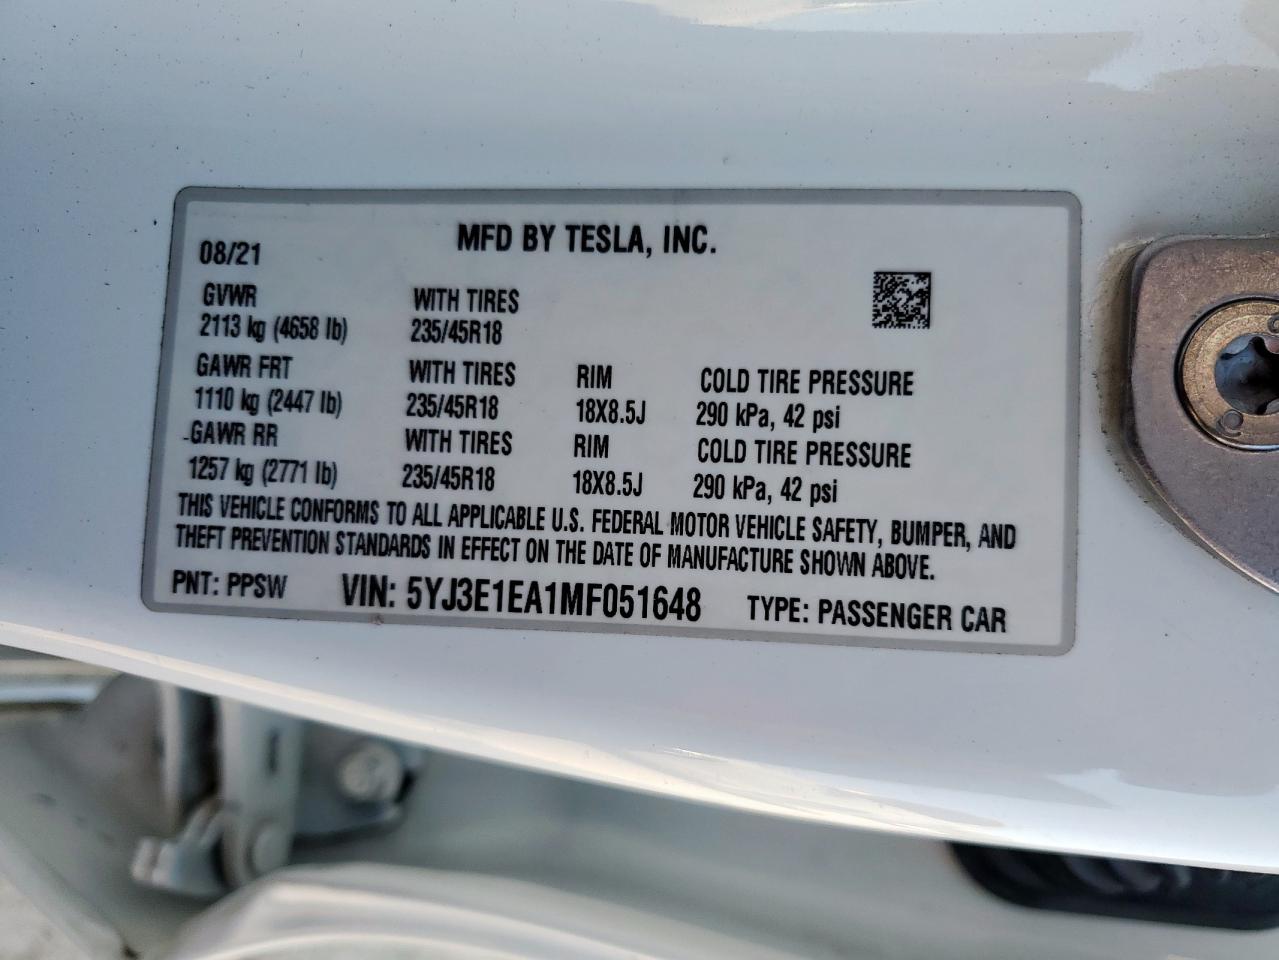 MFD BY TESLA, INC.
08/21
GVWR WITH TIRES
2113 kg (4658 lb) 235/45R18
GAWR FRT WITH TIRES RIM COLD TIRE PRESSURE
1110 kg (2447 lb) 235/45R18 18X8.5J 290 kPa, 42 psi
GAWR RR WITH TIRES RIM COLD TIRE PRESSURE
1257 kg (2771 lb) 235/45R18 18X8.5J 290 kPa, 42 psi
THIS VEHICLE CONFORMS TO ALL APPLICABLE U.S. FEDERAL MOTOR VEHICLE SAFETY, BUMPER, AND
THEFT PREVENTION STANDARDS IN EFFECT ON THE DATE OF MANUFACTURE SHOWN ABOVE.
PNT: PPSW VIN: 5YJ3E1EA1MF051648 TYPE: PASSENGER CAR